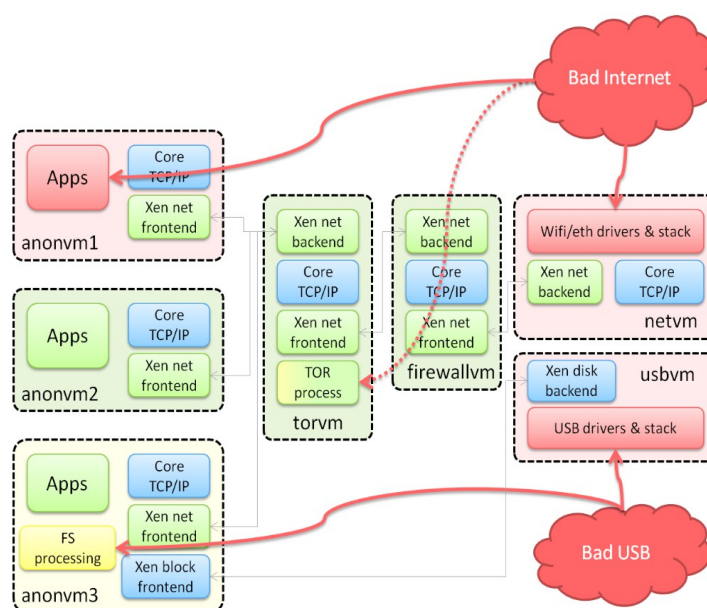 Bad Internet
Apps
Core
TCP/IP
Xen net
frontend
anonvm1
Apps
Core
TCP/IP
Xen net
frontend
anonvm2
Apps
Core
TCP/IP
Xen net
frontend
FS
processing
Xen block
frontend
anonvm3
Xen net
backend
Core
TCP/IP
Xen net
frontend
TOR
process
torvm
Xen net
backend
Core
TCP/IP
Xen net
frontend
firewallvm
Wifi/eth drivers & stack
Xen net
backend
Core
TCP/IP
netvm
Xen disk
backend
usbvm
USB drivers & stack
Bad USB